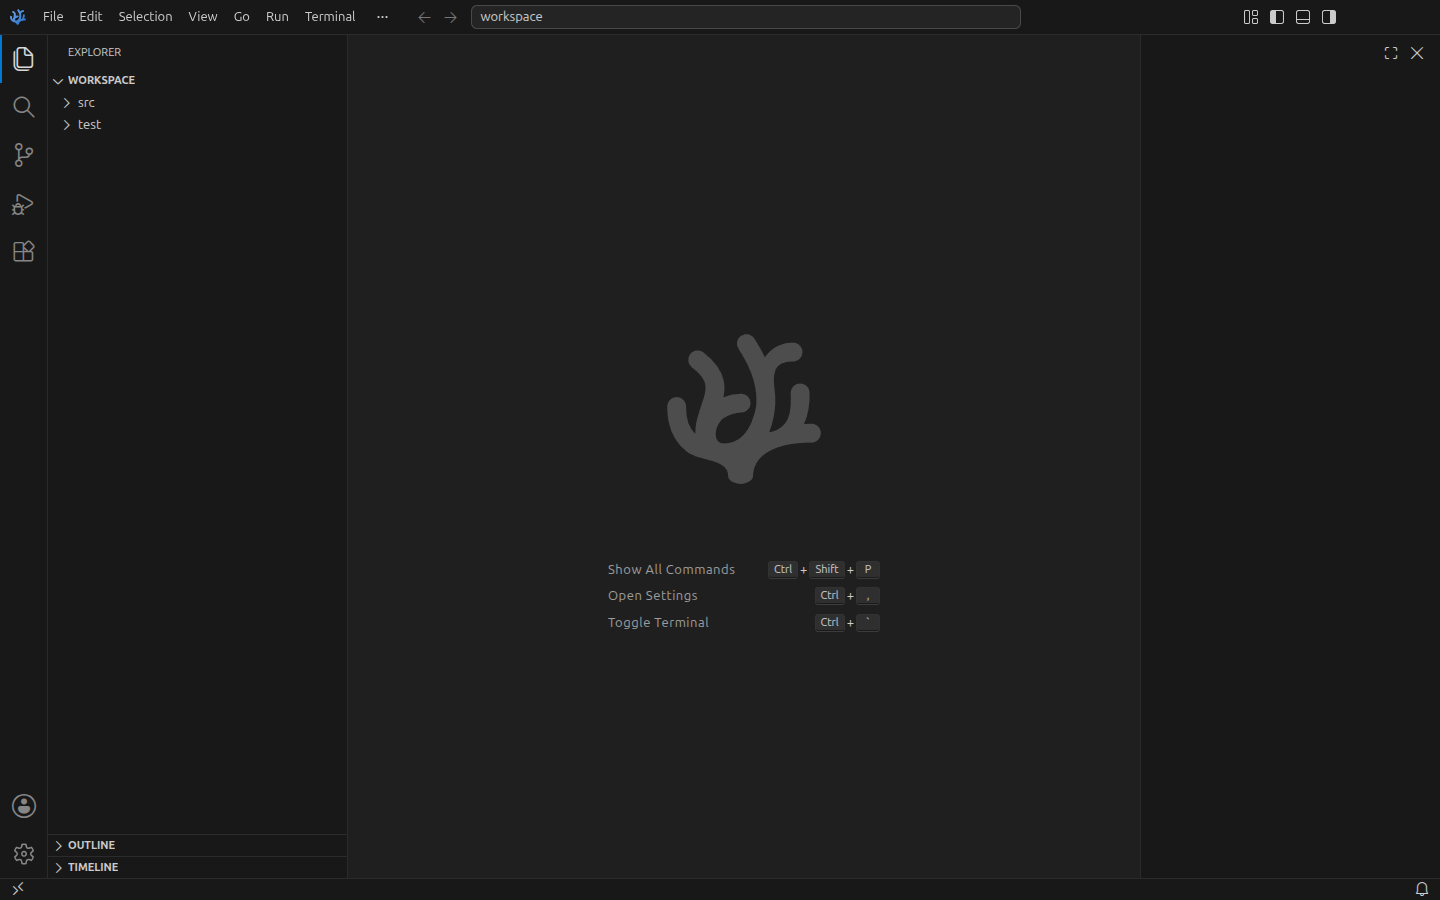 File Edit Selection View Go Run Terminal ··· workspace
EXPLORER
WORKSPACE
src
test
Show All Commands Ctrl + Shift + P
Open Settings Ctrl + ,
Toggle Terminal Ctrl + `
OUTLINE
TIMELINE